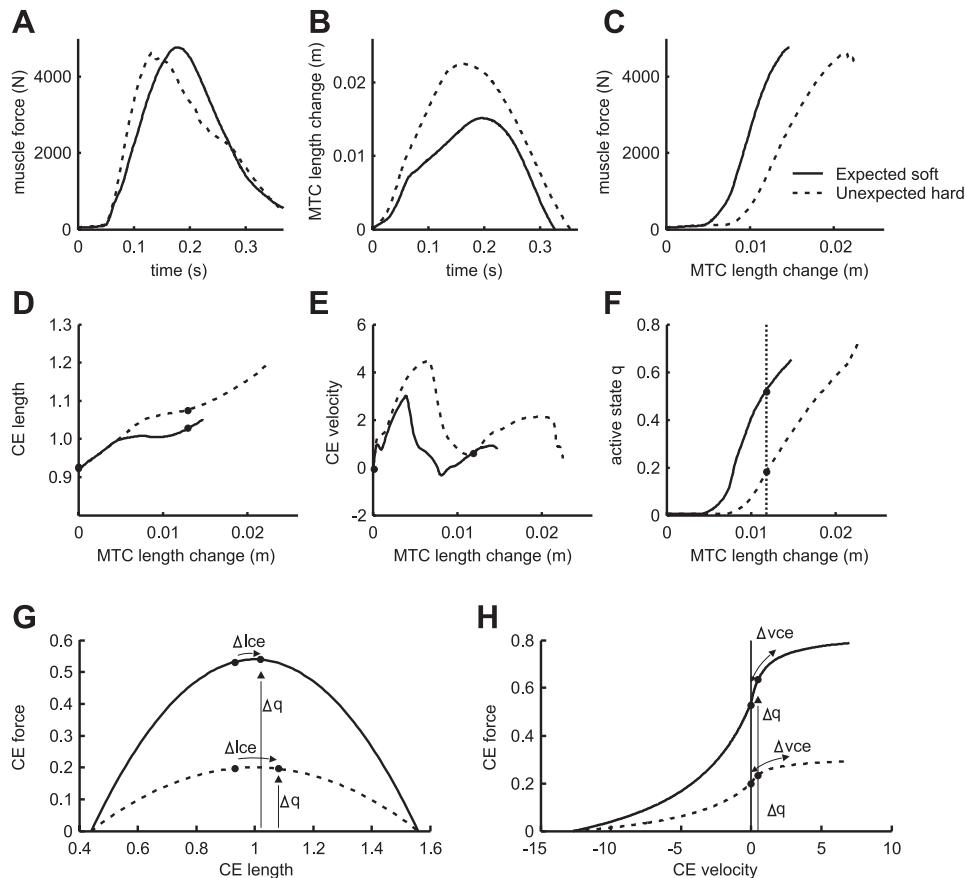 A
muscle force (N)
4000
2000
0
0
0.1
0.2
0.3
time (s)
B
MTC length change (m)
0.02
0.01
0
0
0.1
0.2
0.3
time (s)
C
muscle force (N)
4000
2000
0
0
0.01
0.02
MTC length change (m)
Expected soft
Unexpected hard
D
CE length
1.3
1.2
1.1
1.0
0.9
0
0.01
0.02
MTC length change (m)
E
CE velocity
6
4
2
0
-2
0
0.01
0.02
MTC length change (m)
F
active state q
0.8
0.6
0.4
0.2
0
0
0.01
0.02
MTC length change (m)
G
CE force
0.6
0.5
0.4
0.3
0.2
0.1
0
0.4
0.6
0.8
1
1.2
1.4
1.6
CE length
Δlce
Δq
Δlce
Δq
H
CE force
0.8
0.6
0.4
0.2
0
-15
-10
-5
0
5
10
CE velocity
Δvce
Δq
Δvce
Δq